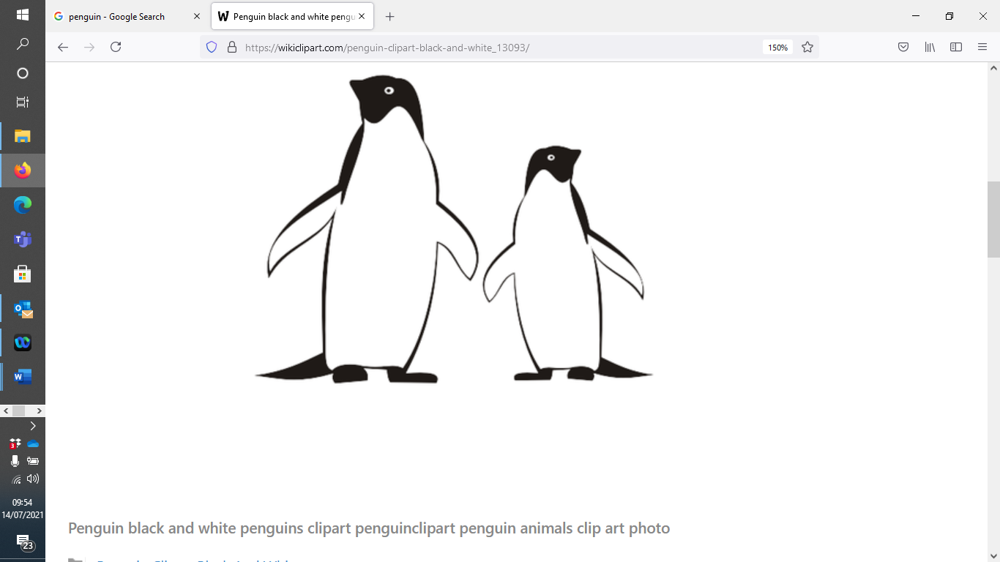 penguin - Google Search
W Penguin black and white pengu
https://wikiclipart.com/penguin-clipart-black-and-white_13093/
150%
3
09:54
14/07/2021
23
Penguin black and white penguins clipart penguinclipart penguin animals clip art photo